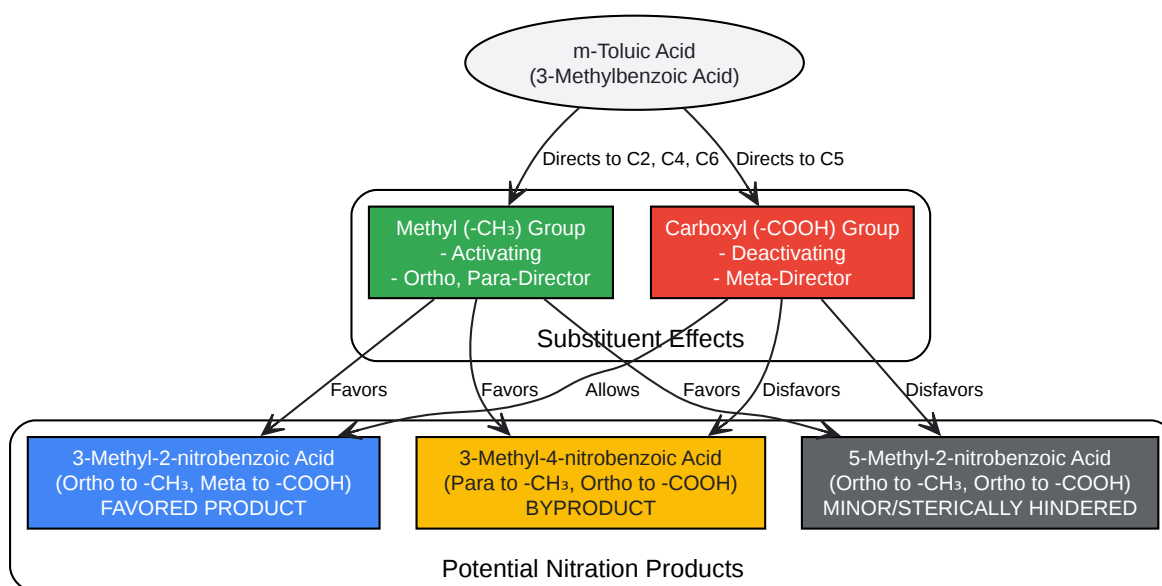 m-Toluic Acid
(3-Methylbenzoic Acid)
Directs to C2, C4, C6
Directs to C5
Methyl (-CH₃) Group
- Activating
- Ortho, Para-Director
Carboxyl (-COOH) Group
- Deactivating
- Meta-Director
Substituent Effects
Favors
Favors
Allows
Favors
Disfavors
Disfavors
3-Methyl-2-nitrobenzoic Acid
(Ortho to -CH₃, Meta to -COOH)
FAVORED PRODUCT
3-Methyl-4-nitrobenzoic Acid
(Para to -CH₃, Ortho to -COOH)
BYPRODUCT
5-Methyl-2-nitrobenzoic Acid
(Ortho to -CH₃, Ortho to -COOH)
MINOR/STERICALLY HINDERED
Potential Nitration Products